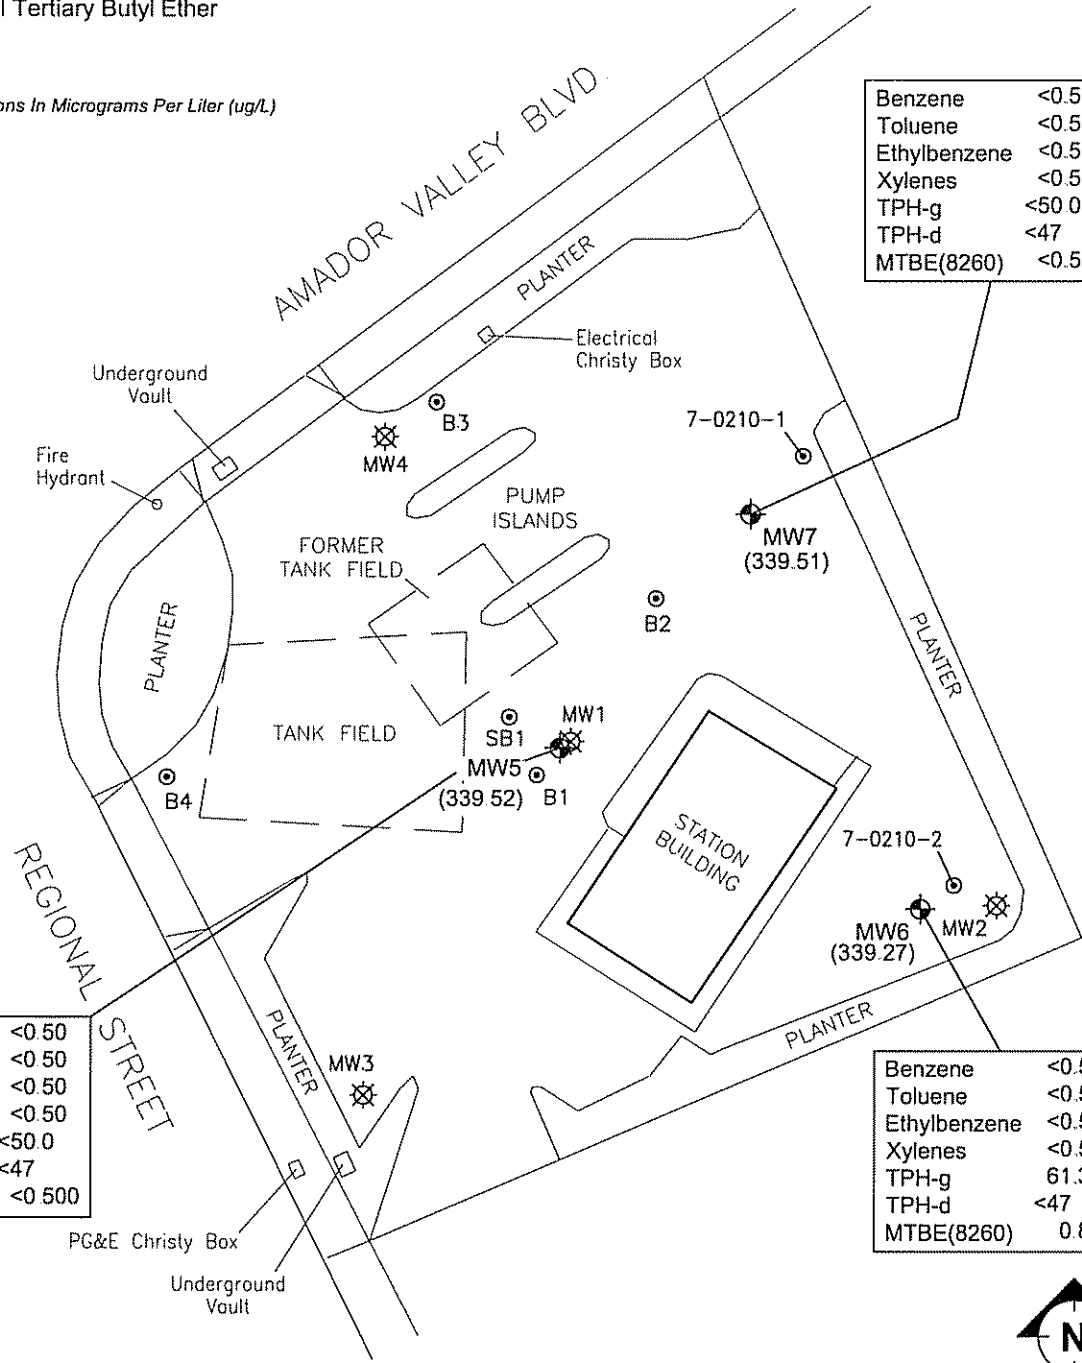 l Tertiary Butyl Ether
ons In Micrograms Per Liter (ug/L)
AMADOR VALLEY BLVD.
Benzene <0.5
Toluene <0.5
Ethylbenzene <0.5
Xylenes <0.5
TPH-g <50.0
TPH-d <47
MTBE(8260) <0.5
PLANTER
Electrical
Christy Box
Underground
Vault
Fire
Hydrant
B3
MW4
7-0210-1
PUMP
ISLANDS
FORMER
TANK FIELD
MW7
(339.51)
B2
PLANTER
PLANTER
TANK FIELD
SB1
MW1
MW5
(339.52)
B1
B4
STATION
BUILDING
7-0210-2
MW6
(339.27)
MW2
REGIONAL STREET
PLANTER
PLANTER
MW3
<0.50
<0.50
<0.50
<0.50
<50.0
<47
<0.500
Benzene <0.5
Toluene <0.5
Ethylbenzene <0.5
Xylenes <0.5
TPH-g 61.3
TPH-d <47
MTBE(8260) 0.8
PG&E Christy Box
Underground
Vault
N